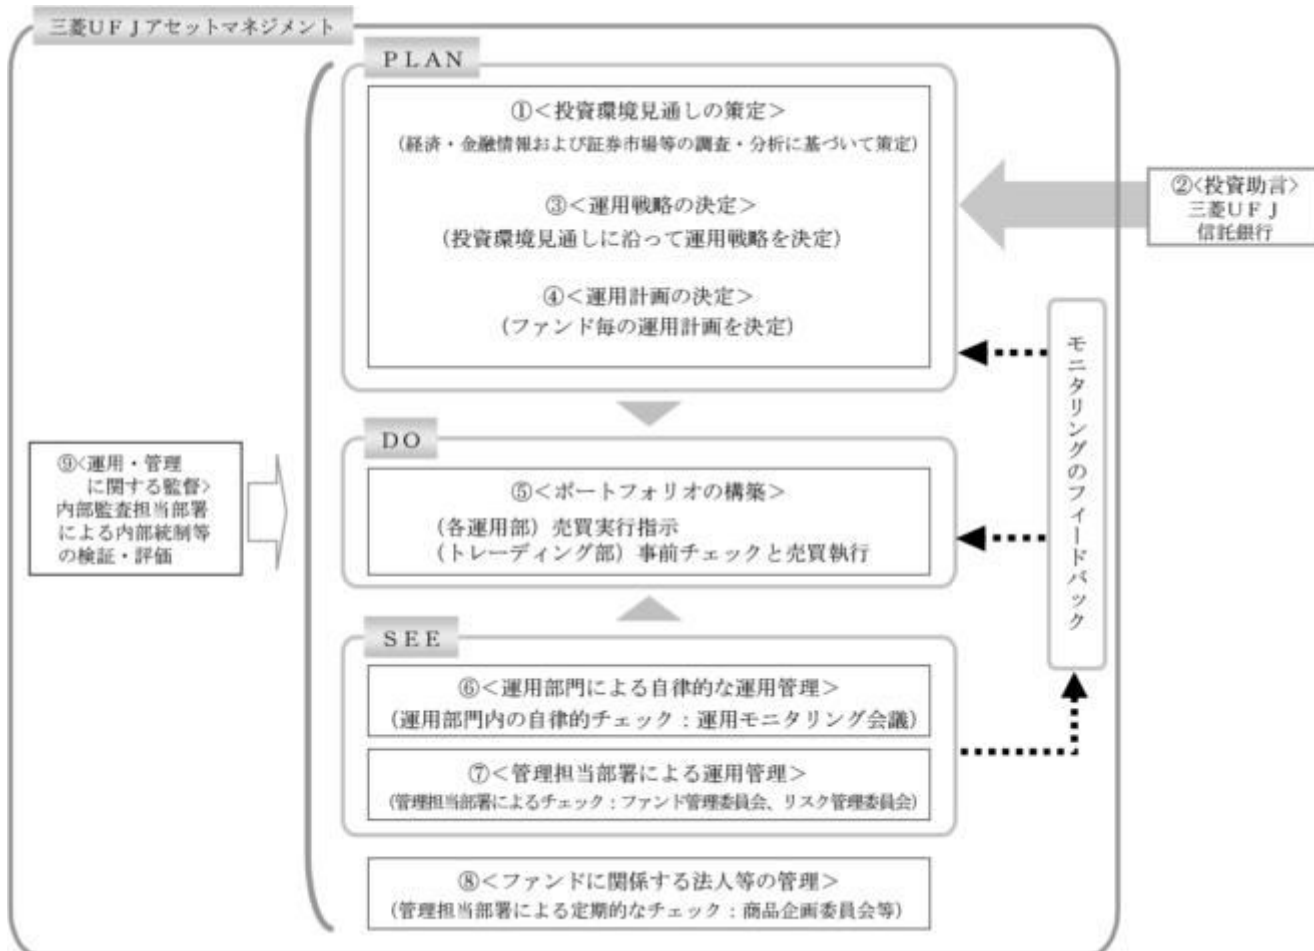 三菱ＵＦＪアセットマネジメント
ＰＬＡＮ
①＜投資環境見通しの策定＞
（経済・金融情報および証券市場等の調査・分析に基づいて策定）
②＜投資助言＞
三菱ＵＦＪ
信託銀行
③＜運用戦略の決定＞
（投資環境見通しに沿って運用戦略を決定）
④＜運用計画の決定＞
（ファンド毎の運用計画を決定）
モニタリングのフィードバック
ＤＯ
⑤＜ポートフォリオの構築＞
（各運用部）売買実行指示
（トレーディング部）事前チェックと売買執行
⑨＜運用・管理
に関する監督＞
内部監査担当部署
による内部統制等
の検証・評価
ＳＥＥ
⑥＜運用部門による自律的な運用管理＞
（運用部門内の自律的チェック：運用モニタリング会議）
⑦＜管理担当部署による運用管理＞
（管理担当部署によるチェック：ファンド管理委員会、リスク管理委員会）
⑧＜ファンドに関係する法人等の管理＞
（管理担当部署による定期的なチェック：商品企画委員会等）